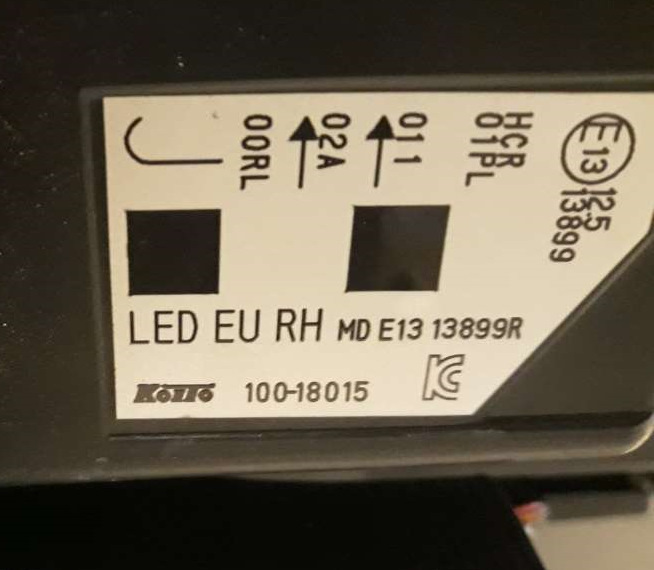 J
00RL
02A
01 1
HCR
01PL
E13
12.5
13899
LED EU RH MD E13 13899R
KOITO 100-18015
KC